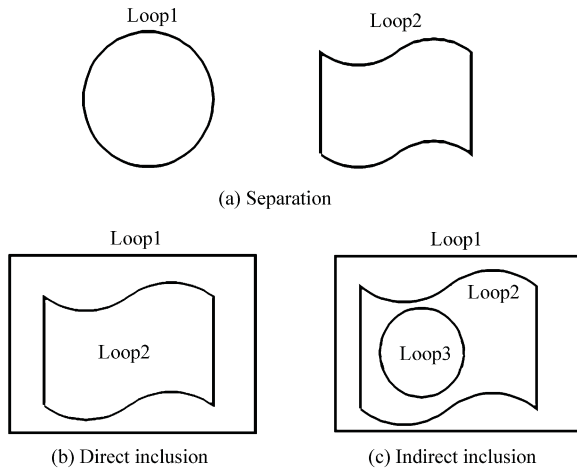 Loop1
Loop2
(a) Separation
Loop1
Loop2
(b) Direct inclusion
Loop1
Loop2
Loop3
(c) Indirect inclusion